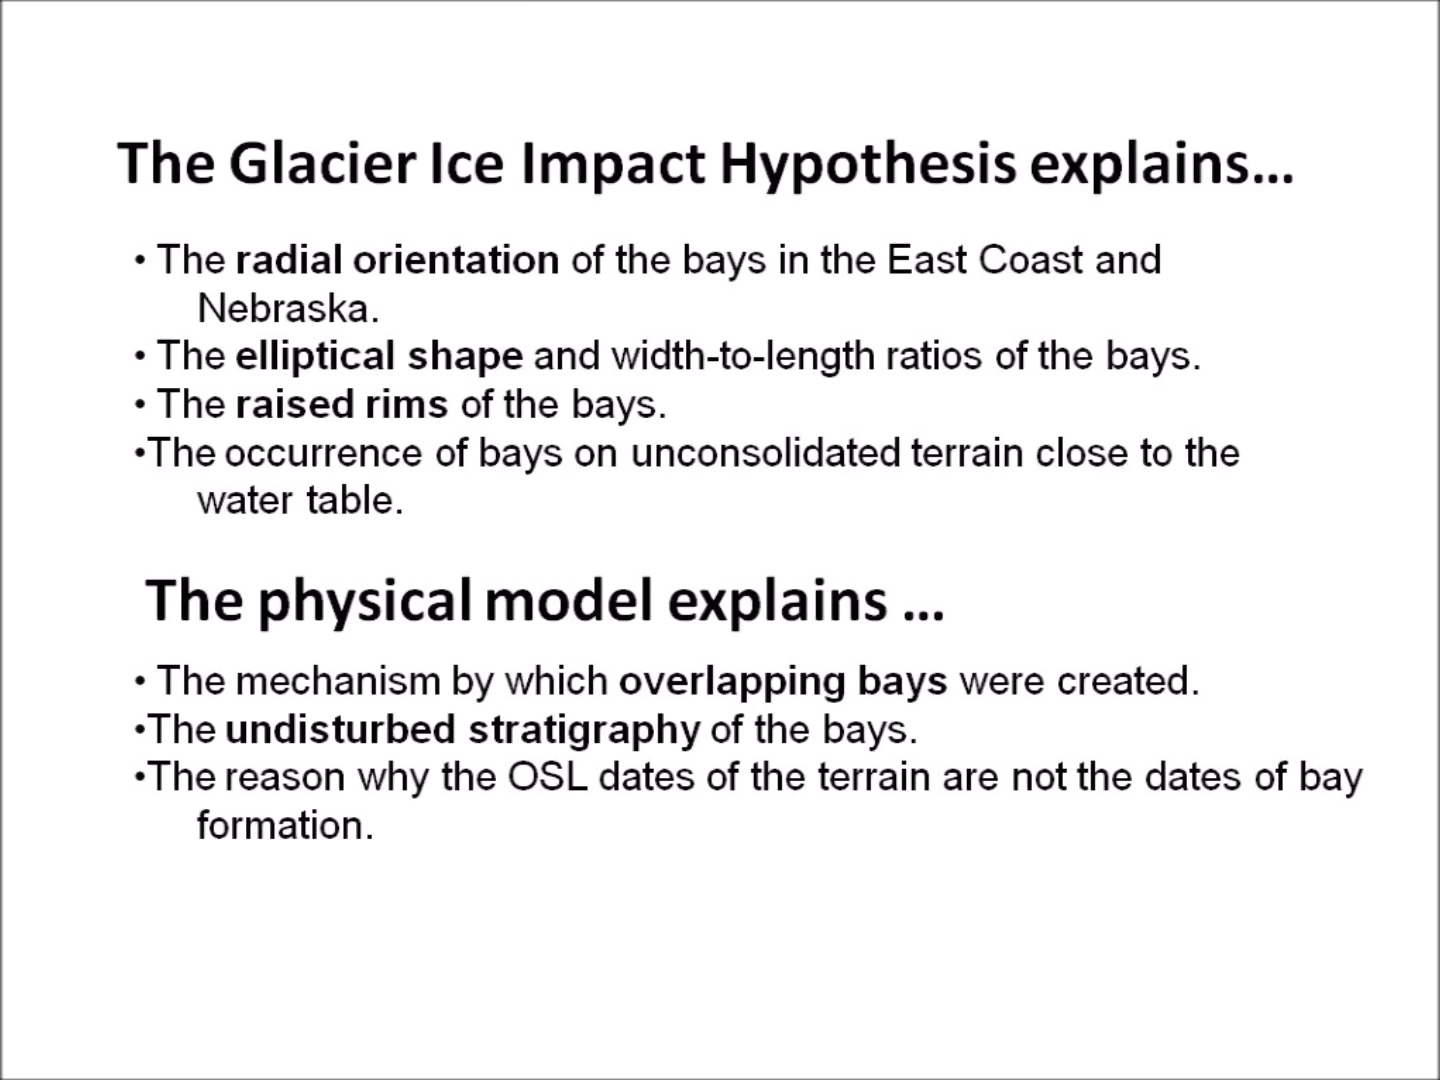 The Glacier Ice Impact Hypothesis explains...
• The radial orientation of the bays in the East Coast and
Nebraska.
• The elliptical shape and width-to-length ratios of the bays.
• The raised rims of the bays.
•The occurrence of bays on unconsolidated terrain close to the
water table.
The physical model explains ...
• The mechanism by which overlapping bays were created.
•The undisturbed stratigraphy of the bays.
•The reason why the OSL dates of the terrain are not the dates of bay
formation.